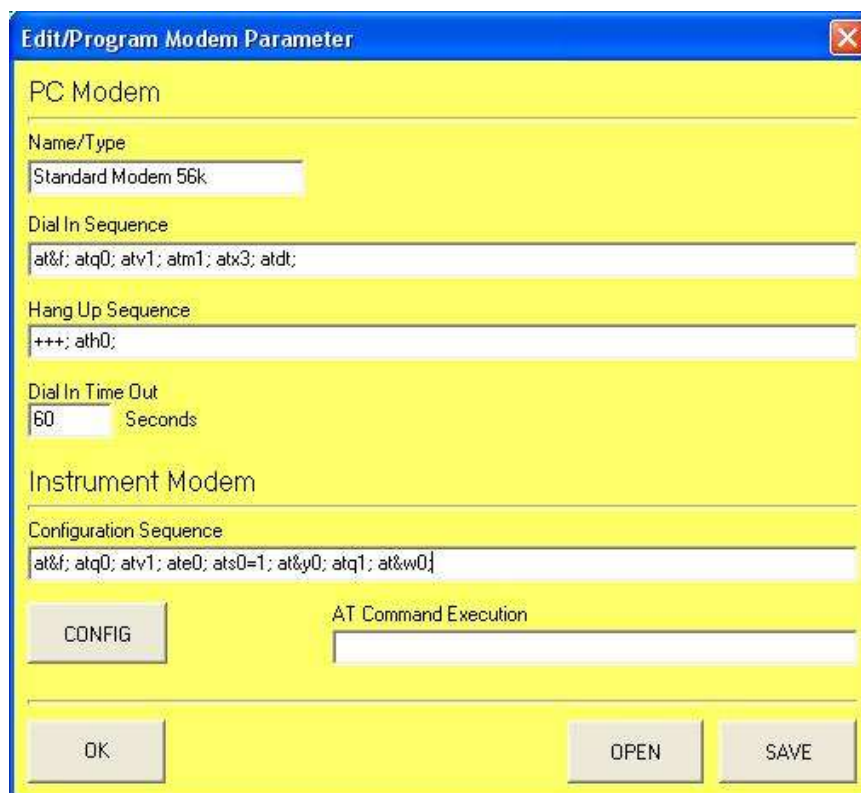 Edit/Program Modem Parameter
PC Modem
Name/Type
Standard Modem 56k
Dial In Sequence
at&f; atq0; atv1; atm1; atx3; atdt;
Hang Up Sequence
+++; ath0;
Dial In Time Out
60 Seconds
Instrument Modem
Configuration Sequence
at&f; atq0; atv1; ate0; ats0=1; at&y0; atq1; at&w0;
CONFIG
AT Command Execution
OK
OPEN
SAVE